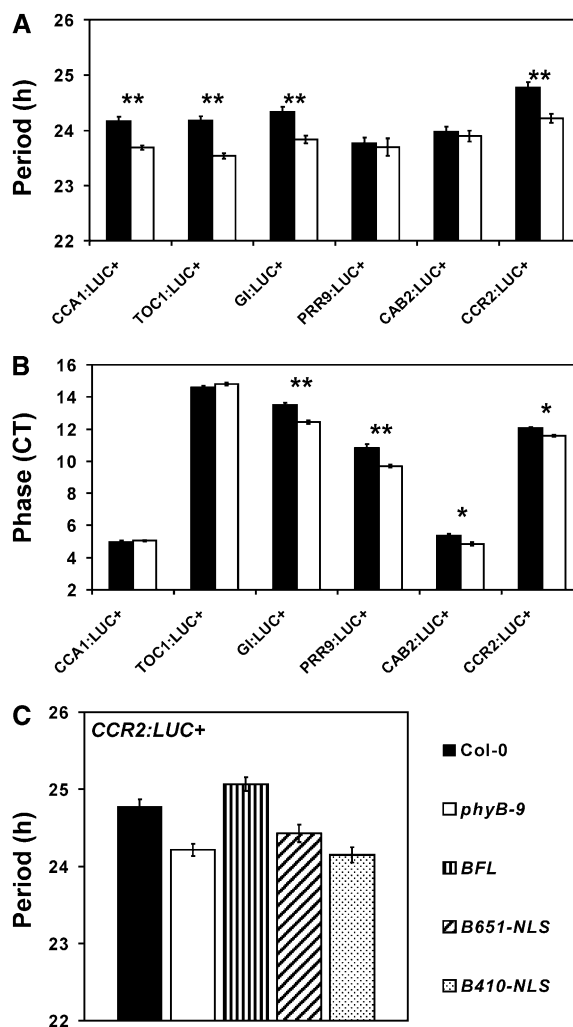 A
Period (h)
26
25
24
23
22
**
**
**
**
CCA1:LUC+
TOC1:LUC+
GI:LUC+
PRR9:LUC+
CAB2:LUC+
CCR2:LUC+
B
Phase (CT)
16
14
12
10
8
6
4
2
**
**
*
*
CCA1:LUC+
TOC1:LUC+
GI:LUC+
PRR9:LUC+
CAB2:LUC+
CCR2:LUC+
C
Period (h)
26
25
24
23
22
CCR2:LUC+
Col-0
phyB-9
BFL
B651-NLS
B410-NLS